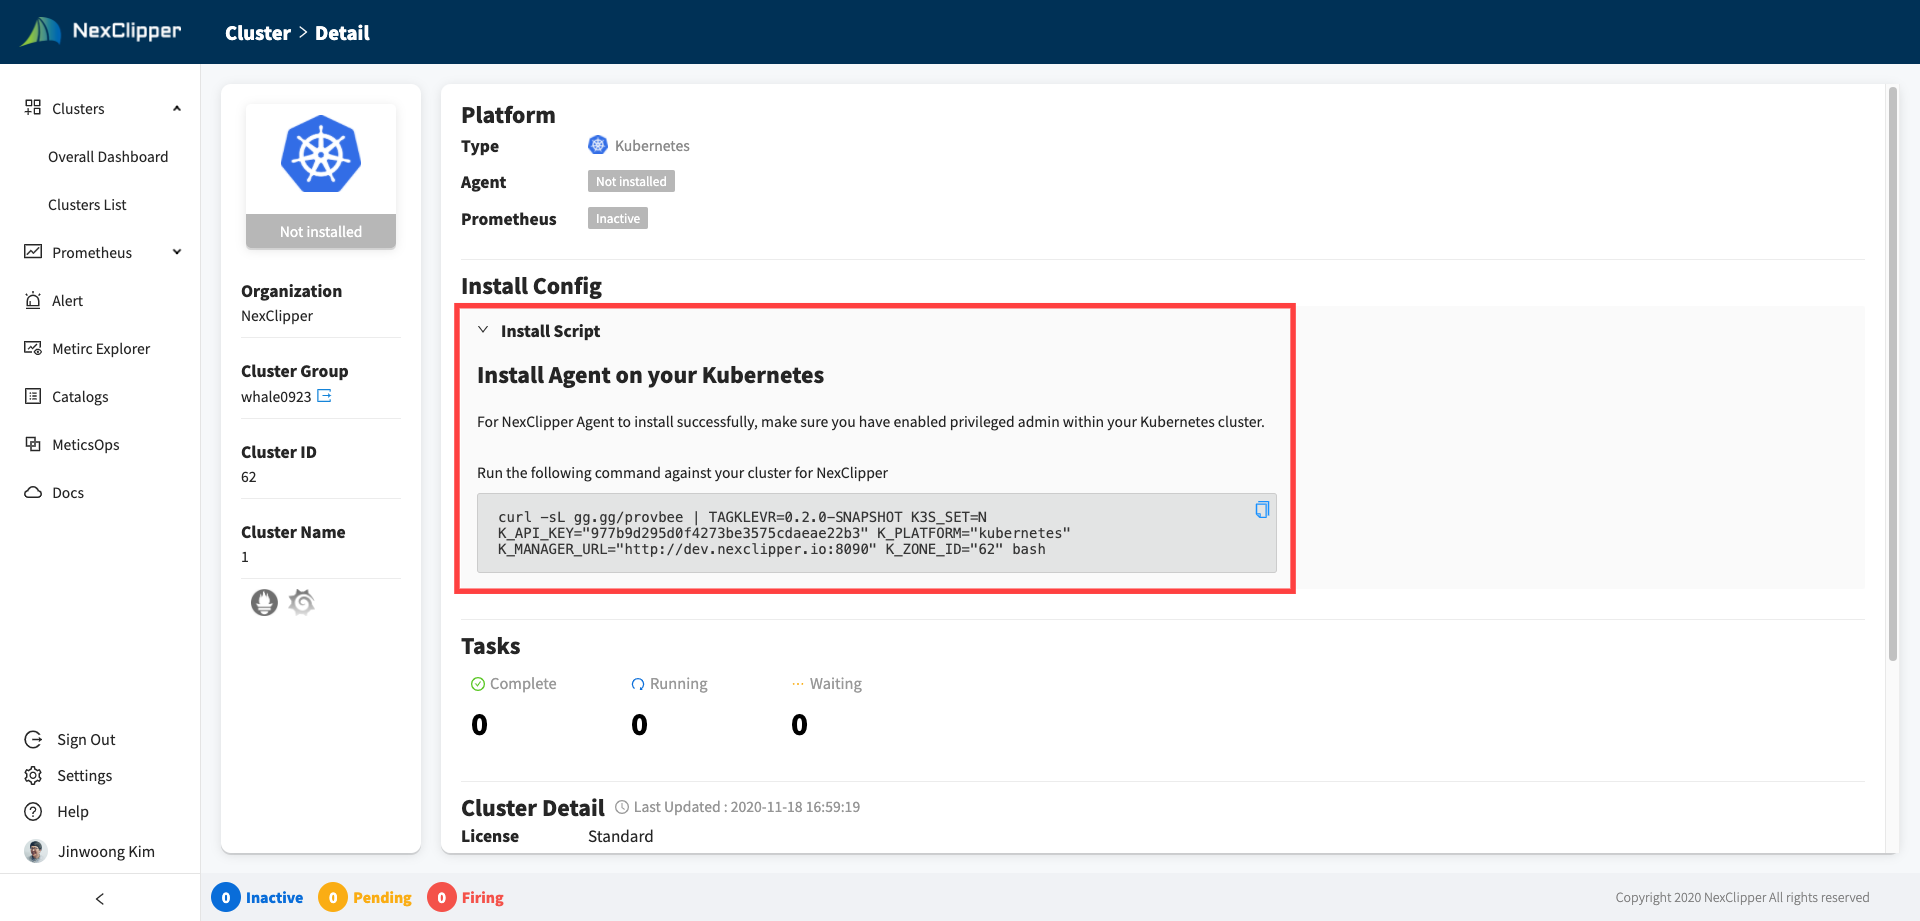 NexClipper
Cluster > Detail
Clusters
Overall Dashboard
Clusters List
Prometheus
Alert
Metirc Explorer
Catalogs
MeticsOps
Docs
Sign Out
Settings
Help
Jinwoong Kim
Not installed
Organization
NexClipper
Cluster Group
whale0923
Cluster ID
62
Cluster Name
1
Platform
Type Kubernetes
Agent Not installed
Prometheus Inactive
Install Config
Install Script
Install Agent on your Kubernetes
For NexClipper Agent to install successfully, make sure you have enabled privileged admin within your Kubernetes cluster.
Run the following command against your cluster for NexClipper
curl -sL gg.gg/provbee | TAGKLEVR=0.2.0-SNAPSHOT K3S_SET=N
K_API_KEY="977b9d295d0f4273be3575cdaeae22b3" K_PLATFORM="kubernetes"
K_MANAGER_URL="http://dev.nexclipper.io:8090" K_ZONE_ID="62" bash
Tasks
Complete Running Waiting
0 0 0
Cluster Detail Last Updated : 2020-11-18 16:59:19
License Standard
0 Inactive 0 Pending 0 Firing
Copyright 2020 NexClipper All rights reserved